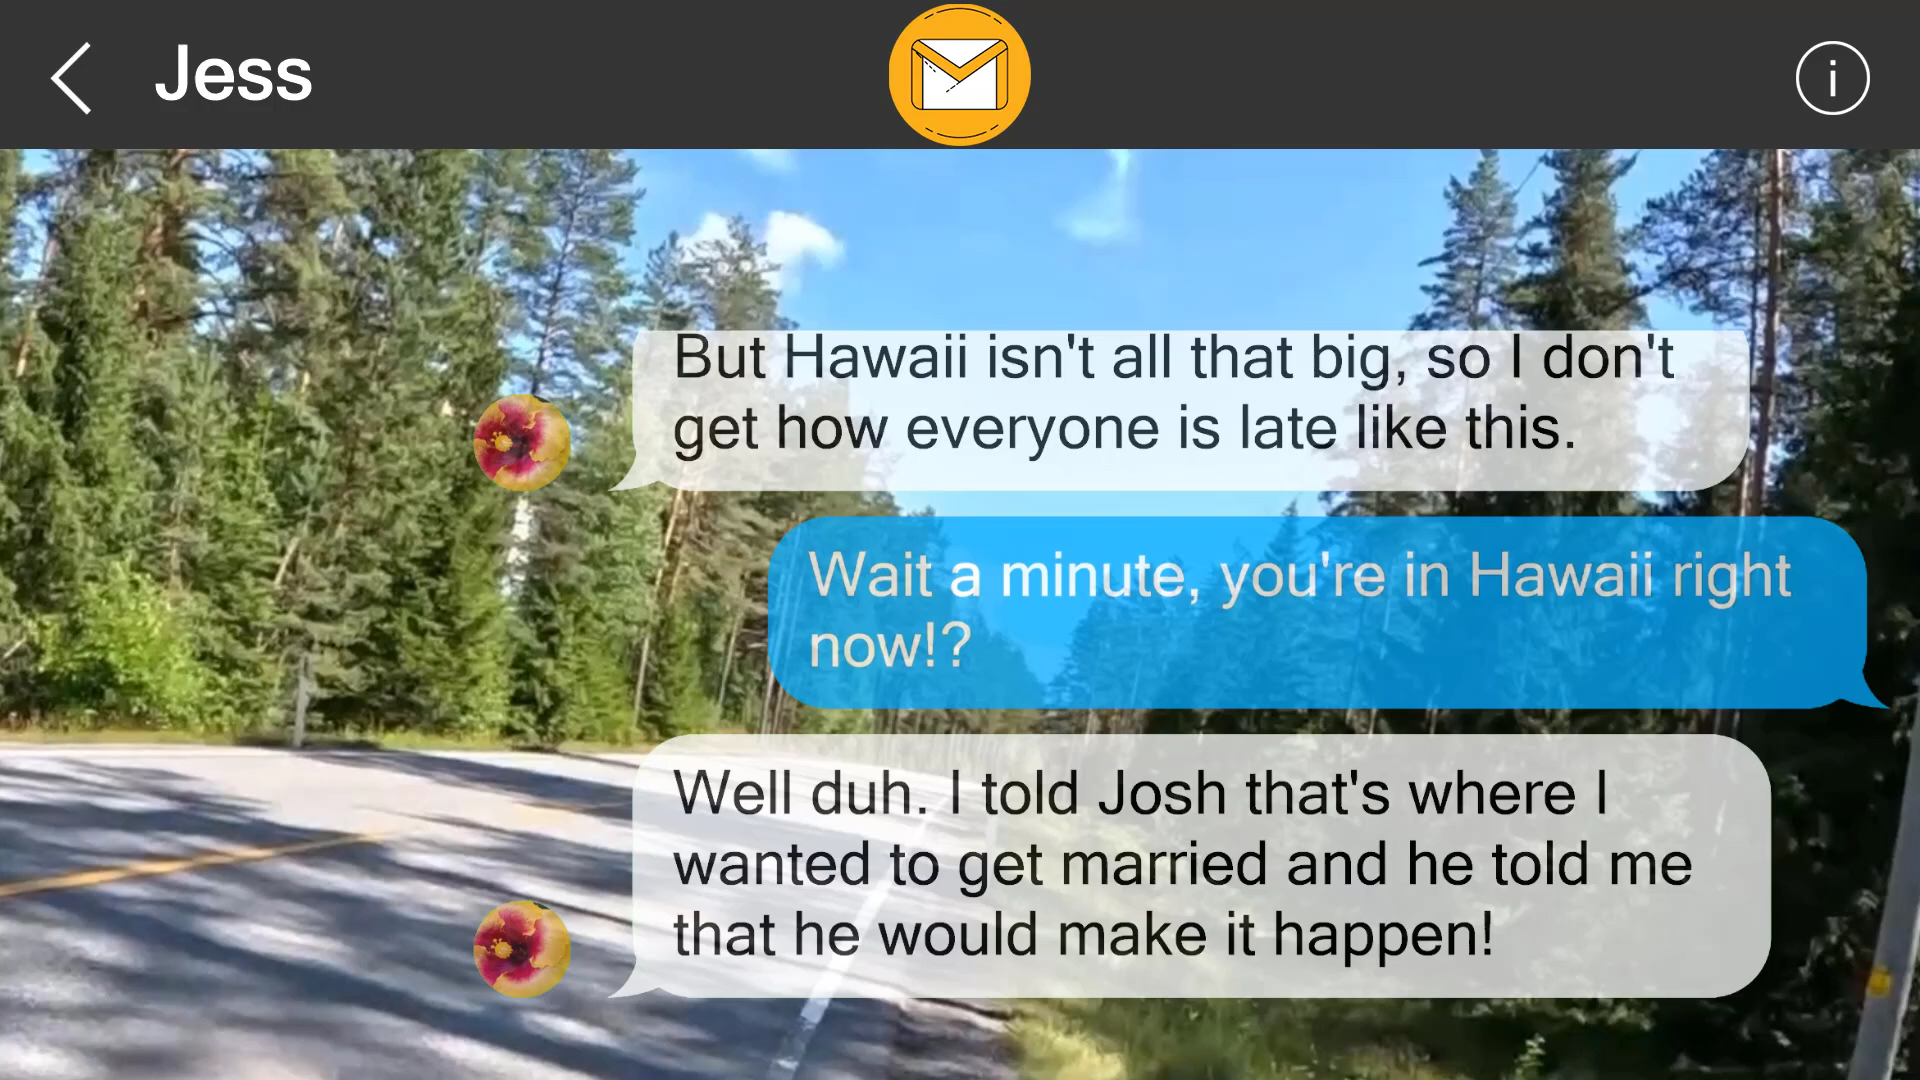 Jess
i
But Hawaii isn't all that big, so I don't
get how everyone is late like this.
Wait a minute, you're in Hawaii right
now!?
Well duh. I told Josh that's where I
wanted to get married and he told me
that he would make it happen!